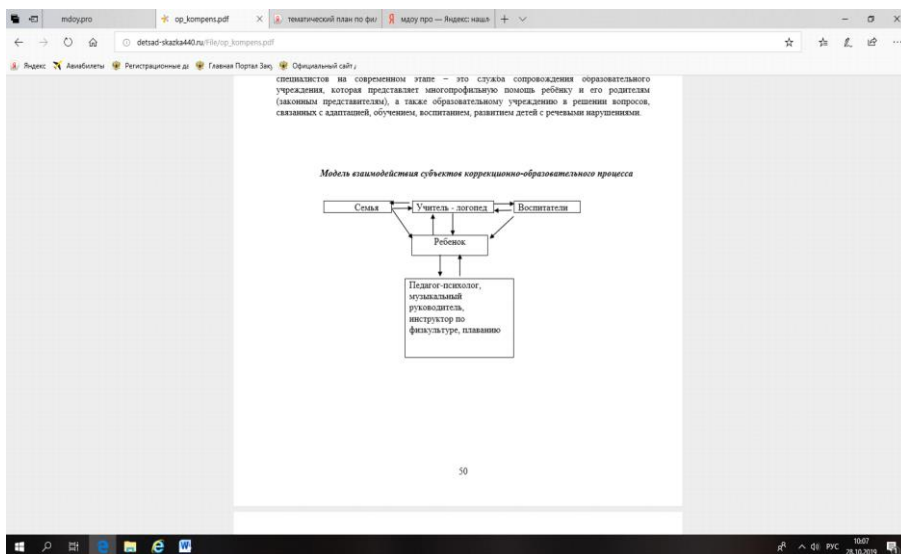 mdoy.pro
op_kompens.pdf
тематический план по фи
мдоу про — Яндекс: нашл
detsad-skazka440.ru/File/op_kompens.pdf
Яндекс Авиабилеты Регистрационные Главная Портал Официальный сайт
специалистов на современном этапе – это служба сопровождения образовательного
учреждения, которая представляет многопрофильную помощь ребёнку и его родителям
(законным представителям), а также образовательному учреждению в решении вопросов,
связанных с адаптацией, обучением, воспитанием, развитием детей с речевыми нарушениями.
Модель взаимодействия субъектов коррекционно-образовательного процесса
Семья
Учитель - логопед
Воспитатели
Ребенок
Педагог-психолог,
музыкальный
руководитель,
инструктор по
физкультуре, плаванию
50
РУС
10:07
28.10.2019